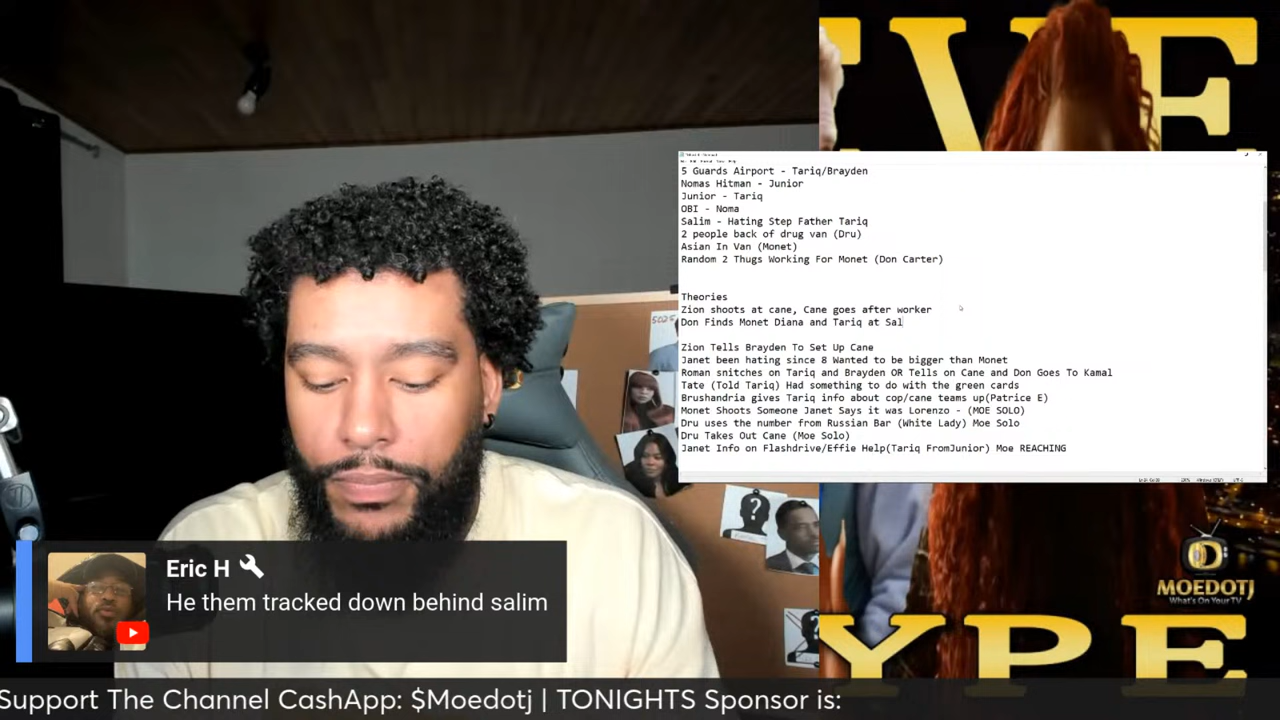 VE
5 Guards Airport - Tariq/Brayden
Nomas Hitman - Junior
Junior - Tariq
OBI - Noma
Salim - Hating Step Father Tariq
2 people back of drug van (Dru)
Asian In Van (Monet)
Random 2 Thugs Working For Monet (Don Carter)
Theories
Zion shoots at cane, Cane goes after worker
Don Finds Monet Diana and Tariq at Sal
Zion Tells Brayden To Set Up Cane
Janet been hating since 8 Wanted to be bigger than Monet
Roman snitches on Tariq and Brayden OR Tells on Cane and Don Goes To Kamal
Tate (Told Tariq) Had something to do with the green cards
Brushandria gives Tariq info about cop/cane teams up(Patrice E)
Monet Shoots Someone Janet Says it was Lorenzo - (MOE SOLO)
Dru uses the number from Russian Bar (White Lady) Moe Solo
Dru Takes Out Cane (Moe Solo)
Janet Info on Flashdrive/Effie Help(Tariq FromJunior) Moe REACHING
?
?
MOEDOTJ
What's On Your TV
YPE
Eric H
He them tracked down behind salim
Support The Channel CashApp: $Moedotj | TONIGHTS Sponsor is: